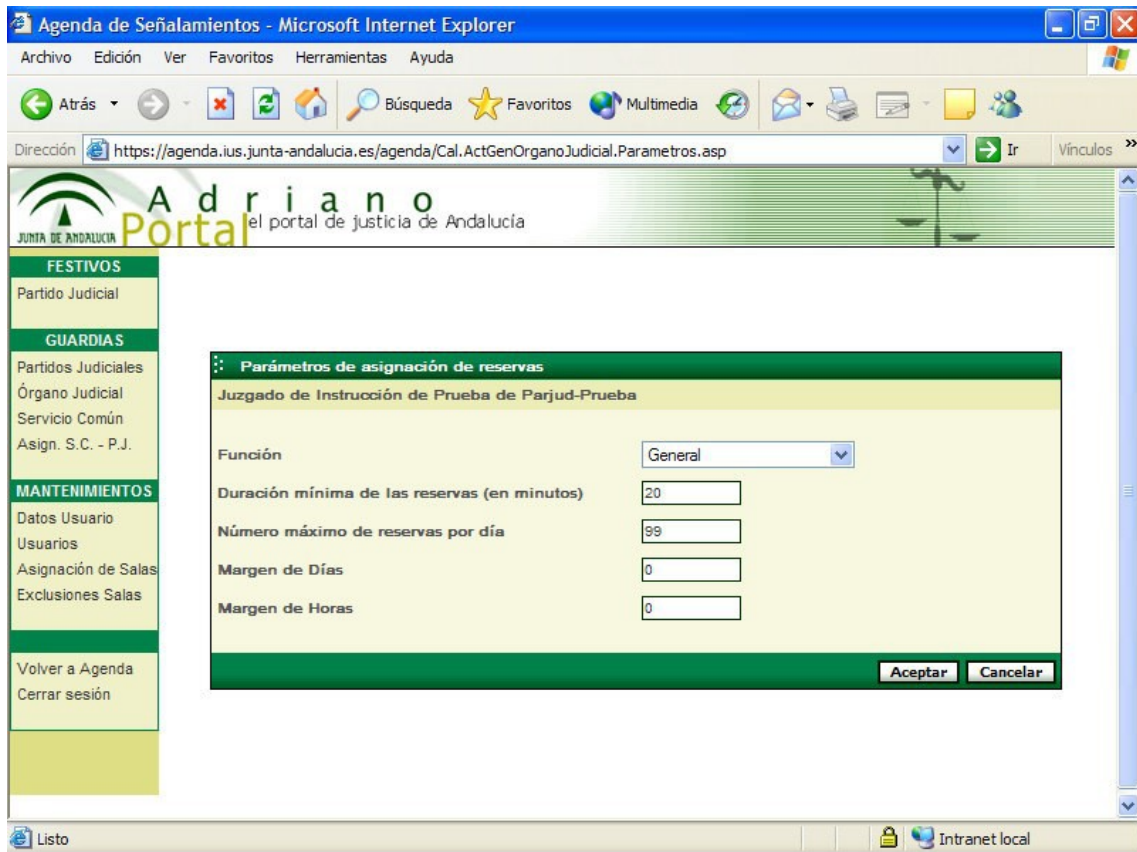 Agenda de Señalamientos - Microsoft Internet Explorer
Archivo Edición Ver Favoritos Herramientas Ayuda
Atrás Búsqueda Favoritos Multimedia
Dirección https://agenda.ius.junta-andalucia.es/agenda/Cal.ActGenOrganoJudicial.Parametros.asp Ir Vínculos »
JUNTA DE ANDALUCIA
Adriano
Portal el portal de justicia de Andalucía
FESTIVOS
Partido Judicial
GUARDIAS
Partidos Judiciales
Órgano Judicial
Servicio Común
Asign. S.C. - P.J.
MANTENIMIENTOS
Datos Usuario
Usuarios
Asignación de Salas
Exclusiones Salas
Volver a Agenda
Cerrar sesión
Parámetros de asignación de reservas
Juzgado de Instrucción de Prueba de Parjud-Prueba
Función General
Duración mínima de las reservas (en minutos) 20
Número máximo de reservas por día 99
Margen de Días 0
Margen de Horas 0
Aceptar Cancelar
Listo Intranet local